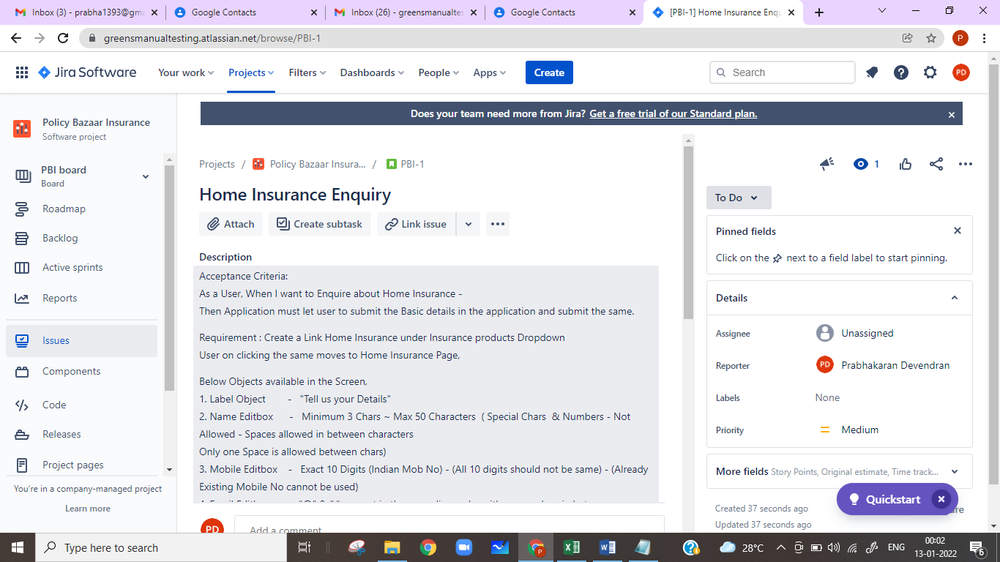 Inbox (3) - prabha1393@gma
Google Contacts
Inbox (26) - greensmanualtes
Google Contacts
[PBI-1] Home Insurance Enqu
greensmanualtesting.atlassian.net/browse/PBI-1
P
Jira Software
Your work
Projects
Filters
Dashboards
People
Apps
Create
Search
PD
Does your team need more from Jira? Get a free trial of our Standard plan.
Policy Bazaar Insurance
Software project
PBI board
Board
Roadmap
Backlog
Active sprints
Reports
Issues
Components
Code
Releases
Project pages
You're in a company-managed project
Learn more
Projects / Policy Bazaar Insura... / PBI-1
Home Insurance Enquiry
Attach
Create subtask
Link issue
Description
Acceptance Criteria:
As a User, When I want to Enquire about Home Insurance -
Then Application must let user to submit the Basic details in the application and submit the same.
Requirement : Create a Link Home Insurance under Insurance products Dropdown
User on clicking the same moves to Home Insurance Page,
Below Objects available in the Screen,
1. Label Object - "Tell us your Details"
2. Name Editbox - Minimum 3 Chars ~ Max 50 Characters ( Special Chars & Numbers - Not
Allowed - Spaces allowed in between characters
Only one Space is allowed between chars)
3. Mobile Editbox - Exact 10 Digits (Indian Mob No) - (All 10 digits should not be same) - (Already
Existing Mobile No cannot be used)
PD
Add a comment
1
To Do
Pinned fields
Click on the next to a field label to start pinning.
Details
Assignee
Unassigned
Reporter
PD
Prabhakaran Devendran
Labels
None
Priority
Medium
More fields Story Points, Original estimate, Time track...
Quickstart
Created 37 seconds ago
Updated 37 seconds ago
Type here to search
28°C
ENG
00:02
13-01-2022
6